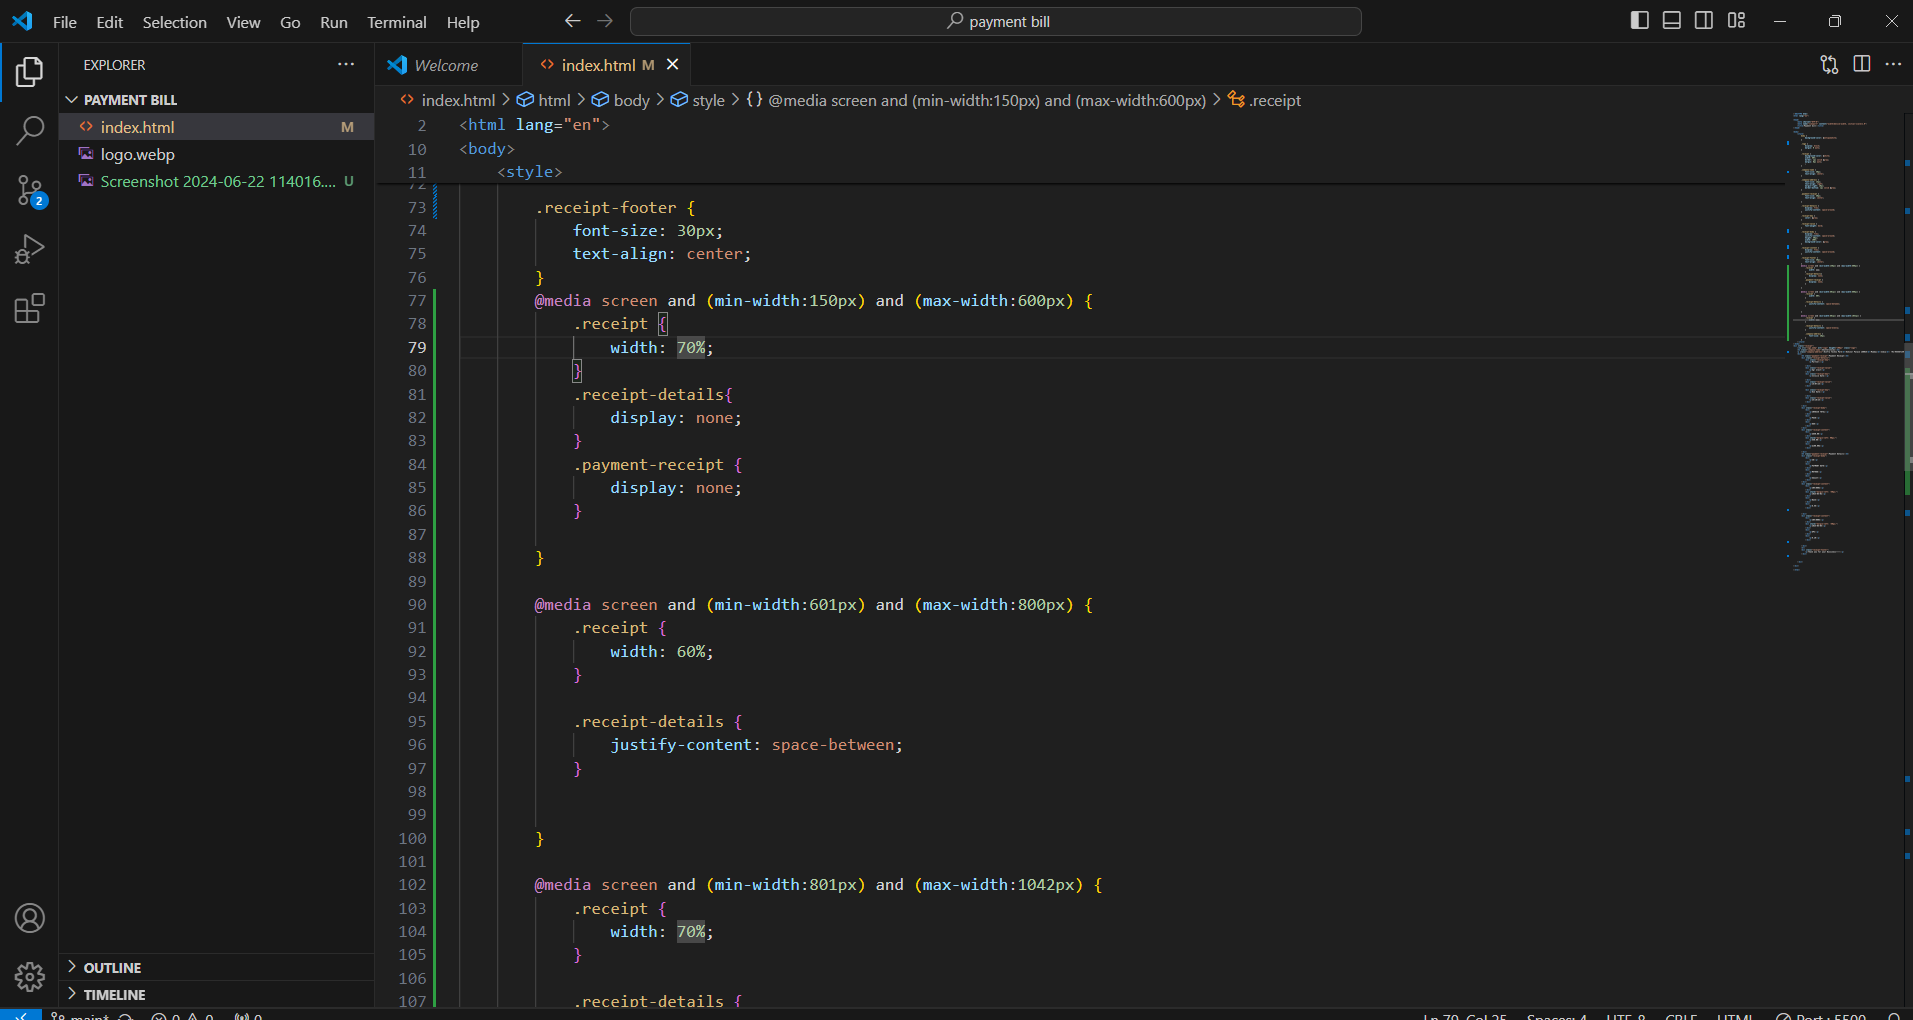 File Edit Selection View Go Run Terminal Help
payment bill
EXPLORER
PAYMENT BILL
index.html M
logo.webp
Screenshot 2024-06-22 114016.... U
2
OUTLINE
TIMELINE
Welcome
index.html M
index.html > html > body > style > {} @media screen and (min-width:150px) and (max-width:600px) > .receipt
2 <html lang="en">
10 <body>
11 <style>
72
73 .receipt-footer {
74 font-size: 30px;
75 text-align: center;
76 }
77 @media screen and (min-width:150px) and (max-width:600px) {
78 .receipt {
79 width: 70%;
80 }
81 .receipt-details{
82 display: none;
83 }
84 .payment-receipt {
85 display: none;
86 }
87
88 }
89
90 @media screen and (min-width:601px) and (max-width:800px) {
91 .receipt {
92 width: 60%;
93 }
94
95 .receipt-details {
96 justify-content: space-between;
97 }
98
99
100 }
101
102 @media screen and (min-width:801px) and (max-width:1042px) {
103 .receipt {
104 width: 70%;
105 }
106
107 .receipt-details {
main* 0 0 0 Ln 79, Col 25 Spaces: 4 UTF-8 CRLF HTML Port : 5500